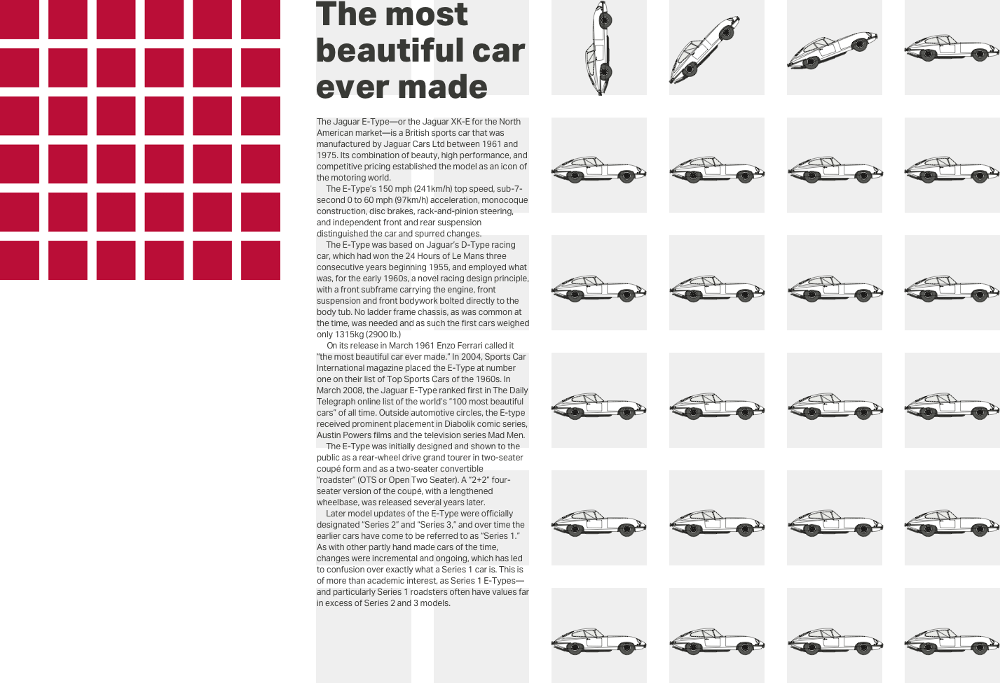 The most
beautiful car
ever made
The Jaguar E-Type—or the Jaguar XK-E for the North
American market—is a British sports car that was
manufactured by Jaguar Cars Ltd between 1961 and
1975. Its combination of beauty, high performance, and
competitive pricing established the model as an icon of
the motoring world.
The E-Type’s 150 mph (241km/h) top speed, sub-7-
second 0 to 60 mph (97km/h) acceleration, monocoque
construction, disc brakes, rack-and-pinion steering,
and independent front and rear suspension
distinguished the car and spurred changes.
The E-Type was based on Jaguar’s D-Type racing
car, which had won the 24 Hours of Le Mans three
consecutive years beginning 1955, and employed what
was, for the early 1960s, a novel racing design principle,
with a front subframe carrying the engine, front
suspension and front bodywork bolted directly to the
body tub. No ladder frame chassis, as was common at
the time, was needed and as such the first cars weighed
only 1315kg (2900 lb.)
On its release in March 1961 Enzo Ferrari called it
“the most beautiful car ever made.” In 2004, Sports Car
International magazine placed the E-Type at number
one on their list of Top Sports Cars of the 1960s. In
March 2008, the Jaguar E-Type ranked first in The Daily
Telegraph online list of the world’s “100 most beautiful
cars” of all time. Outside automotive circles, the E-type
received prominent placement in Diabolik comic series,
Austin Powers films and the television series Mad Men.
The E-Type was initially designed and shown to the
public as a rear-wheel drive grand tourer in two-seater
coupé form and as a two-seater convertible
“roadster” (OTS or Open Two Seater). A “2+2” four-
seater version of the coupé, with a lengthened
wheelbase, was released several years later.
Later model updates of the E-Type were officially
designated “Series 2” and “Series 3,” and over time the
earlier cars have come to be referred to as “Series 1.”
As with other partly hand made cars of the time,
changes were incremental and ongoing, which has led
to confusion over exactly what a Series 1 car is. This is
of more than academic interest, as Series 1 E-Types—
and particularly Series 1 roadsters often have values far
in excess of Series 2 and 3 models.